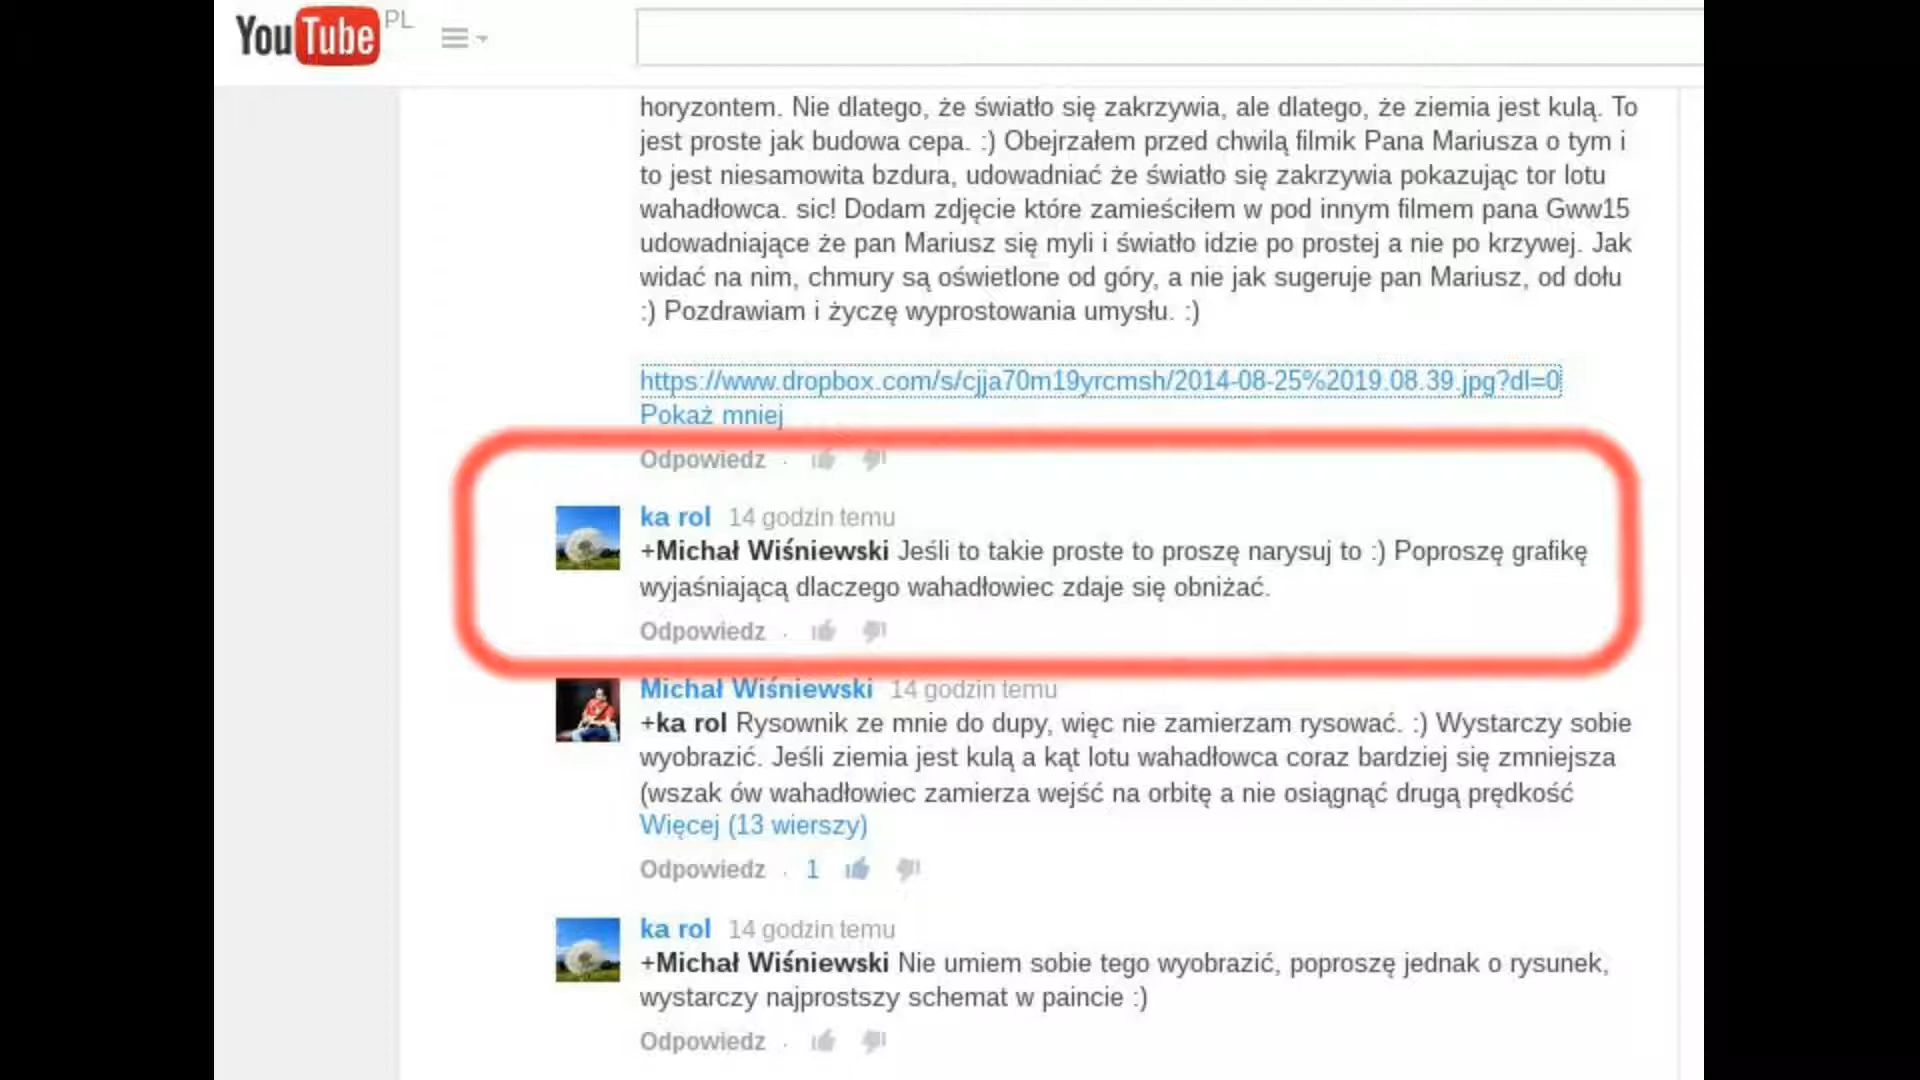 YouTube PL
horyzontem. Nie dlatego, że światło się zakrzywia, ale dlatego, że ziemia jest kulą. To
jest proste jak budowa cepa. :) Obejrzałem przed chwilą filmik Pana Mariusza o tym i
to jest niesamowita bzdura, udowadniać że światło się zakrzywia pokazując tor lotu
wahadłowca. sic! Dodam zdjęcie które zamieściłem w pod innym filmem pana Gww15
udowadniające że pan Mariusz się myli i światło idzie po prostej a nie po krzywej. Jak
widać na nim, chmury są oświetlone od góry, a nie jak sugeruje pan Mariusz, od dołu
:) Pozdrawiam i życzę wyprostowania umysłu. :)
https://www.dropbox.com/s/cjja70m19yrcmsh/2014-08-25%2019.08.39.jpg?dl=0
Pokaż mniej
Odpowiedz ·
ka rol 14 godzin temu
+Michał Wiśniewski Jeśli to takie proste to proszę narysuj to :) Poproszę grafikę
wyjaśniającą dlaczego wahadłowiec zdaje się obniżać.
Odpowiedz ·
Michał Wiśniewski 14 godzin temu
+ka rol Rysownik ze mnie do dupy, więc nie zamierzam rysować. :) Wystarczy sobie
wyobrazić. Jeśli ziemia jest kulą a kąt lotu wahadłowca coraz bardziej się zmniejsza
(wszak ów wahadłowiec zamierza wejść na orbitę a nie osiągnąć drugą prędkość
Więcej (13 wierszy)
Odpowiedz · 1
ka rol 14 godzin temu
+Michał Wiśniewski Nie umiem sobie tego wyobrazić, poproszę jednak o rysunek,
wystarczy najprostszy schemat w paincie :)
Odpowiedz ·